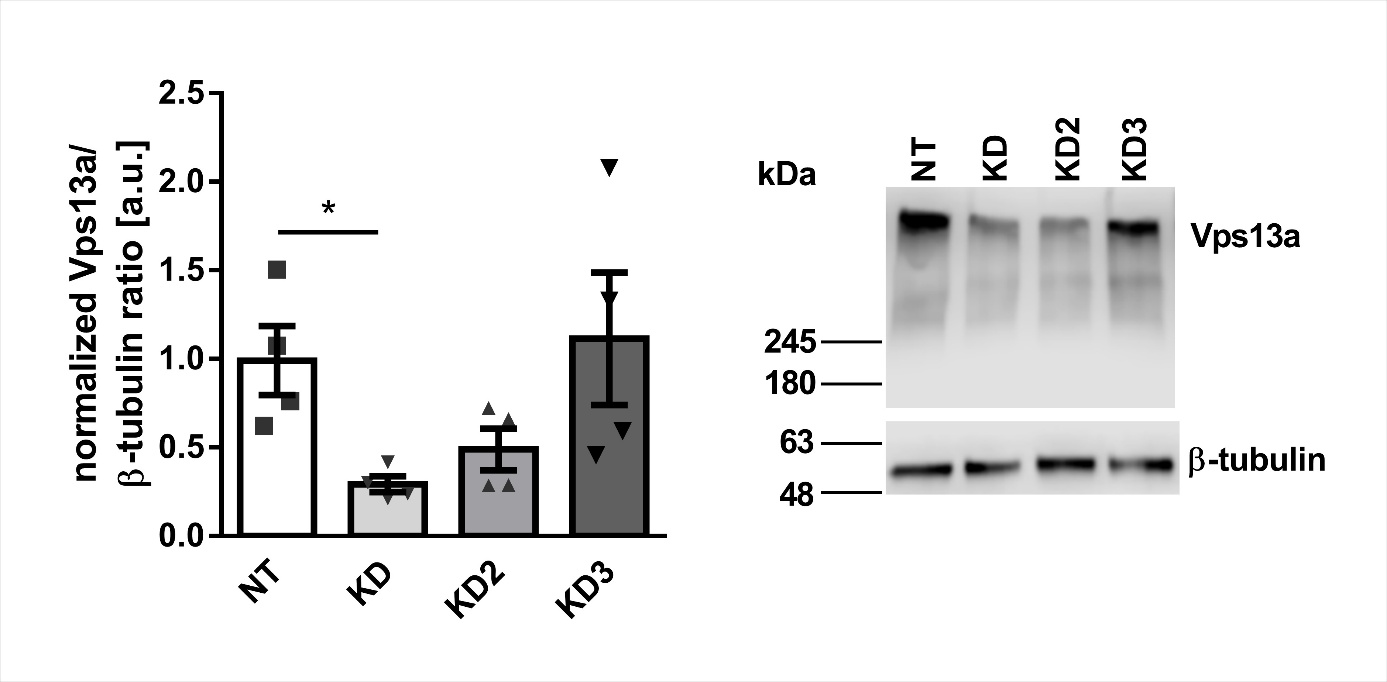 normalized Vps13a/
β-tubulin ratio [a.u.]
2.5
2.0
1.5
1.0
0.5
0.0
*
NT
KD
KD2
KD3
kDa
NT
KD
KD2
KD3
Vps13a
245
180
63
β-tubulin
48